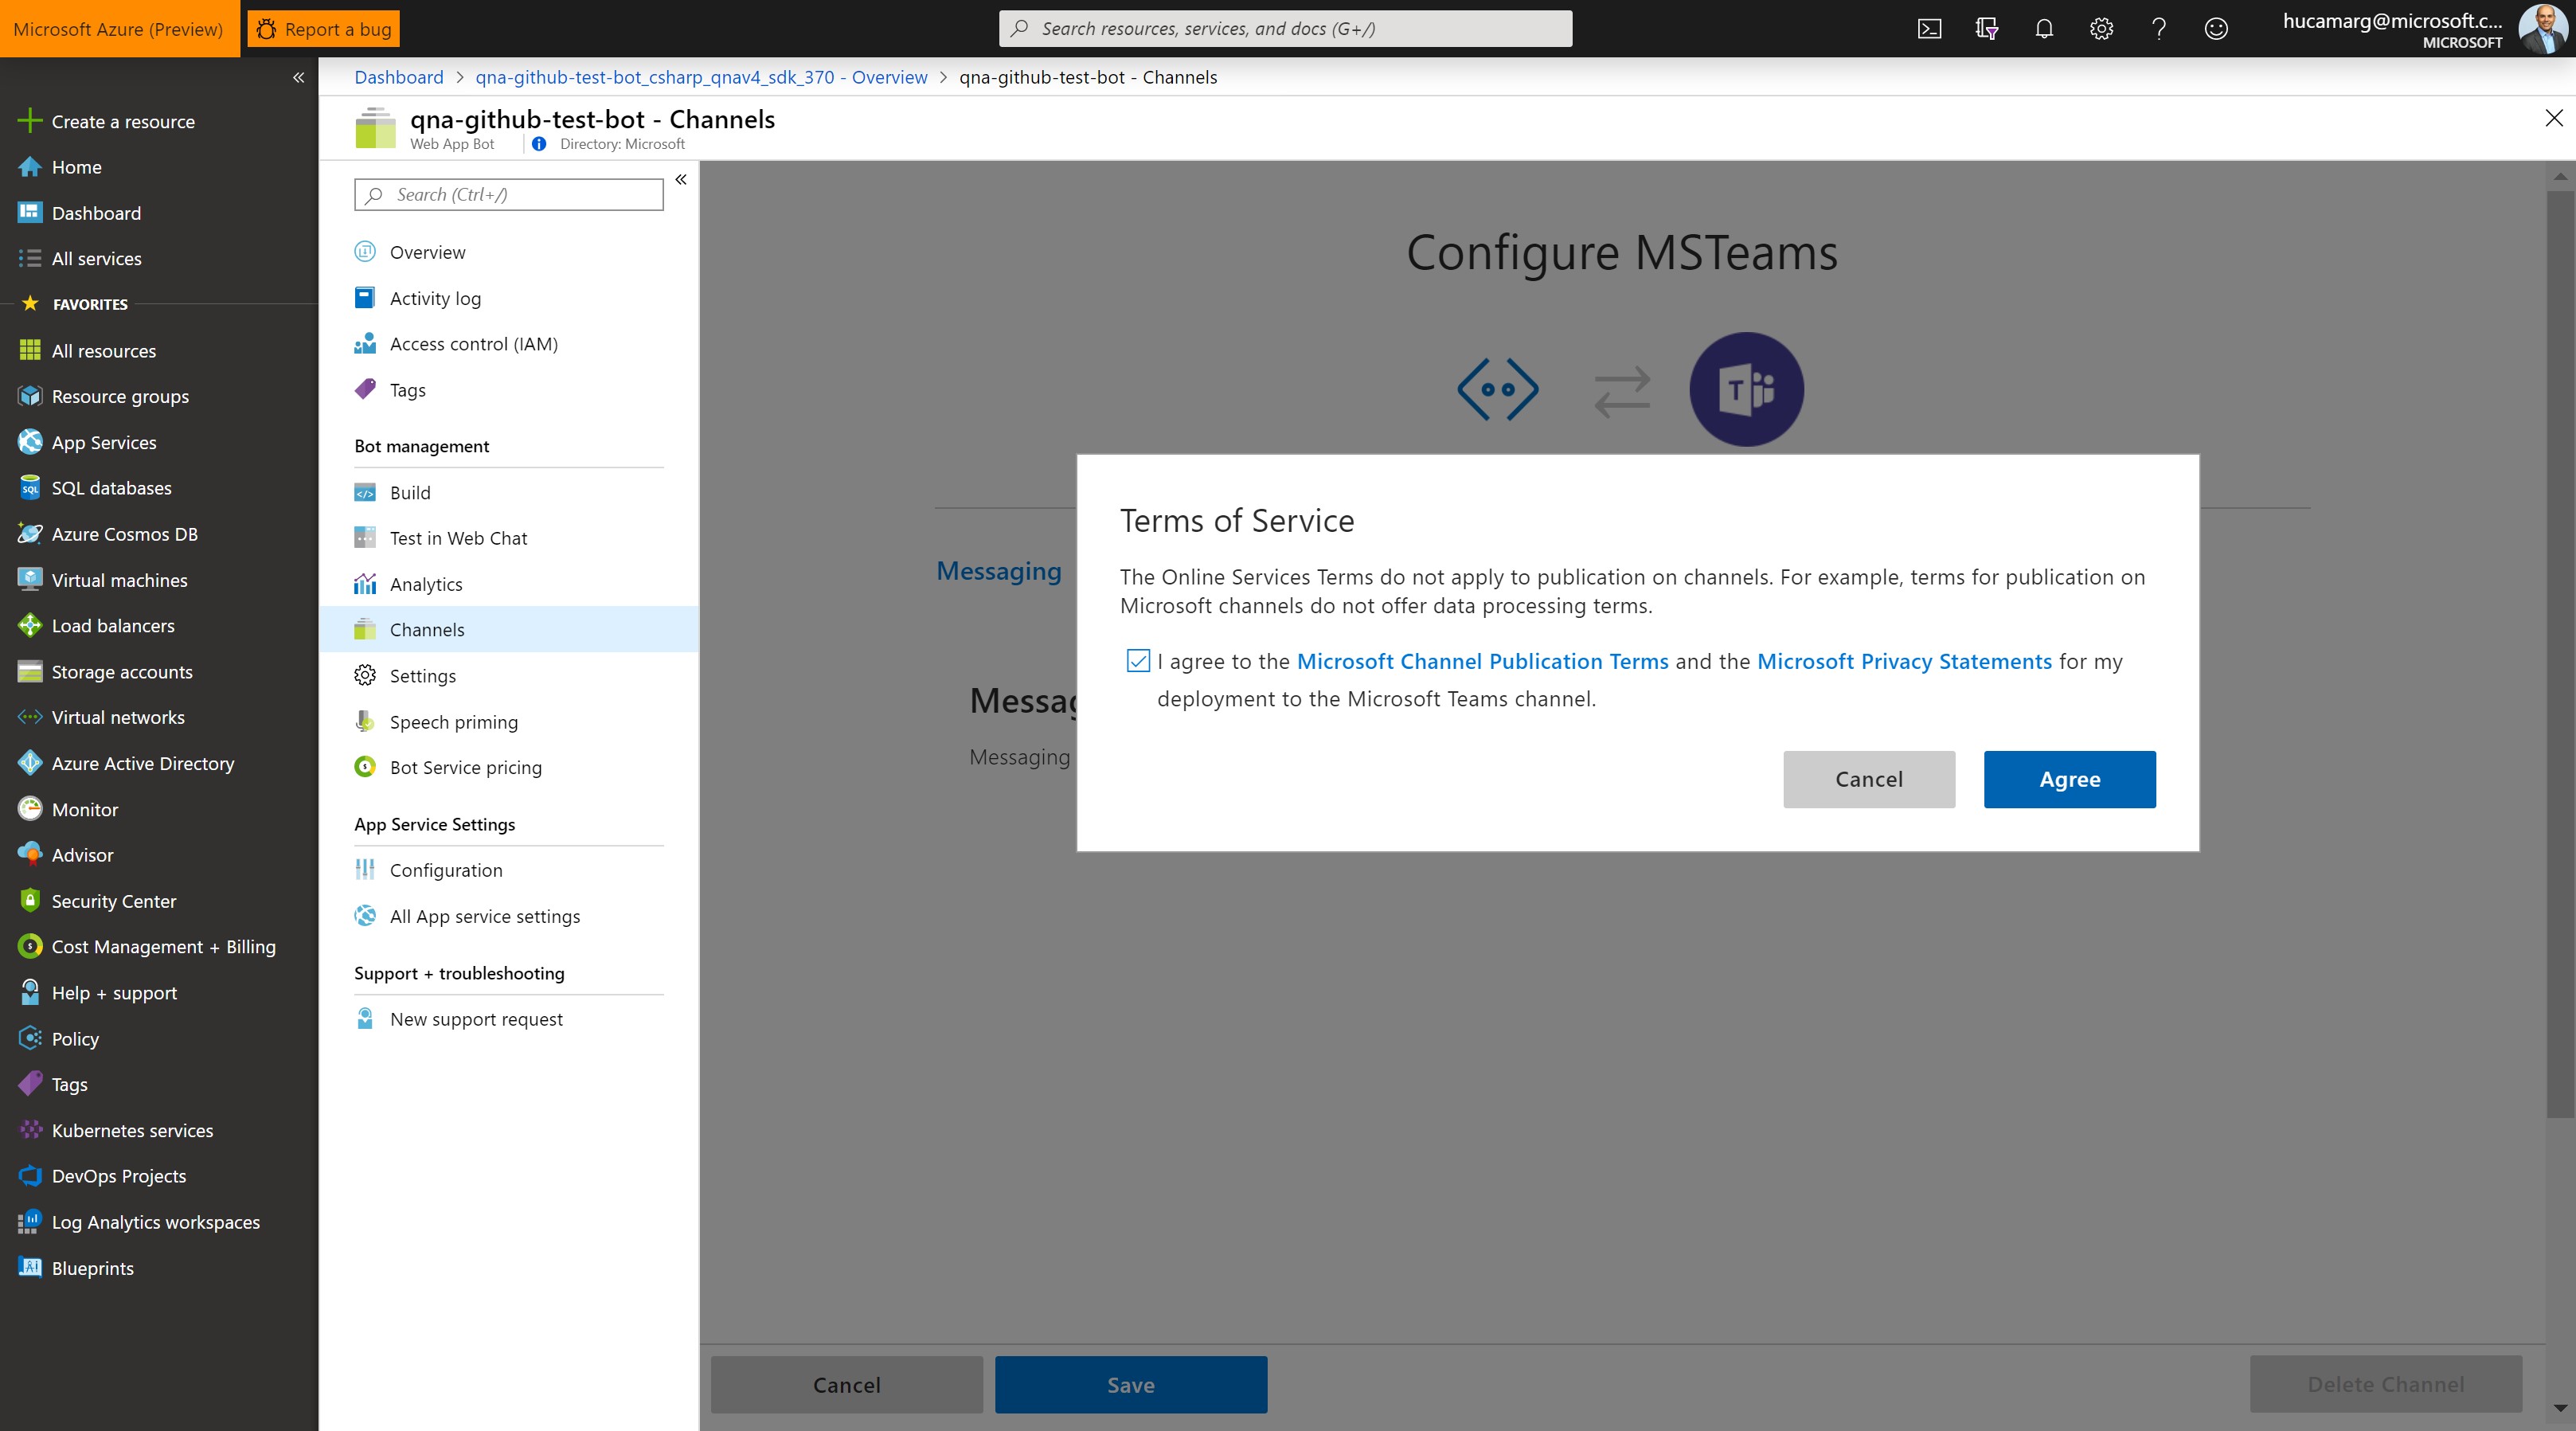 Microsoft Azure (Preview)
Report a bug
Search resources, services, and docs (G+/)
hucamarg@microsoft.c...
MICROSOFT
Dashboard > qna-github-test-bot_csharp_qnav4_sdk_370 - Overview > qna-github-test-bot - Channels
qna-github-test-bot - Channels
Web App Bot
Directory: Microsoft
Create a resource
Home
Dashboard
All services
FAVORITES
All resources
Resource groups
App Services
SQL databases
Azure Cosmos DB
Virtual machines
Load balancers
Storage accounts
Virtual networks
Azure Active Directory
Monitor
Advisor
Security Center
Cost Management + Billing
Help + support
Policy
Tags
Kubernetes services
DevOps Projects
Log Analytics workspaces
Blueprints
Search (Ctrl+/)
Overview
Activity log
Access control (IAM)
Tags
Bot management
Build
Test in Web Chat
Analytics
Channels
Settings
Speech priming
Bot Service pricing
App Service Settings
Configuration
All App service settings
Support + troubleshooting
New support request
Configure MSTeams
Messaging
Messag
Messaging
Terms of Service
The Online Services Terms do not apply to publication on channels. For example, terms for publication on
Microsoft channels do not offer data processing terms.
I agree to the Microsoft Channel Publication Terms and the Microsoft Privacy Statements for my
deployment to the Microsoft Teams channel.
Cancel
Agree
Cancel
Save
Delete Channel